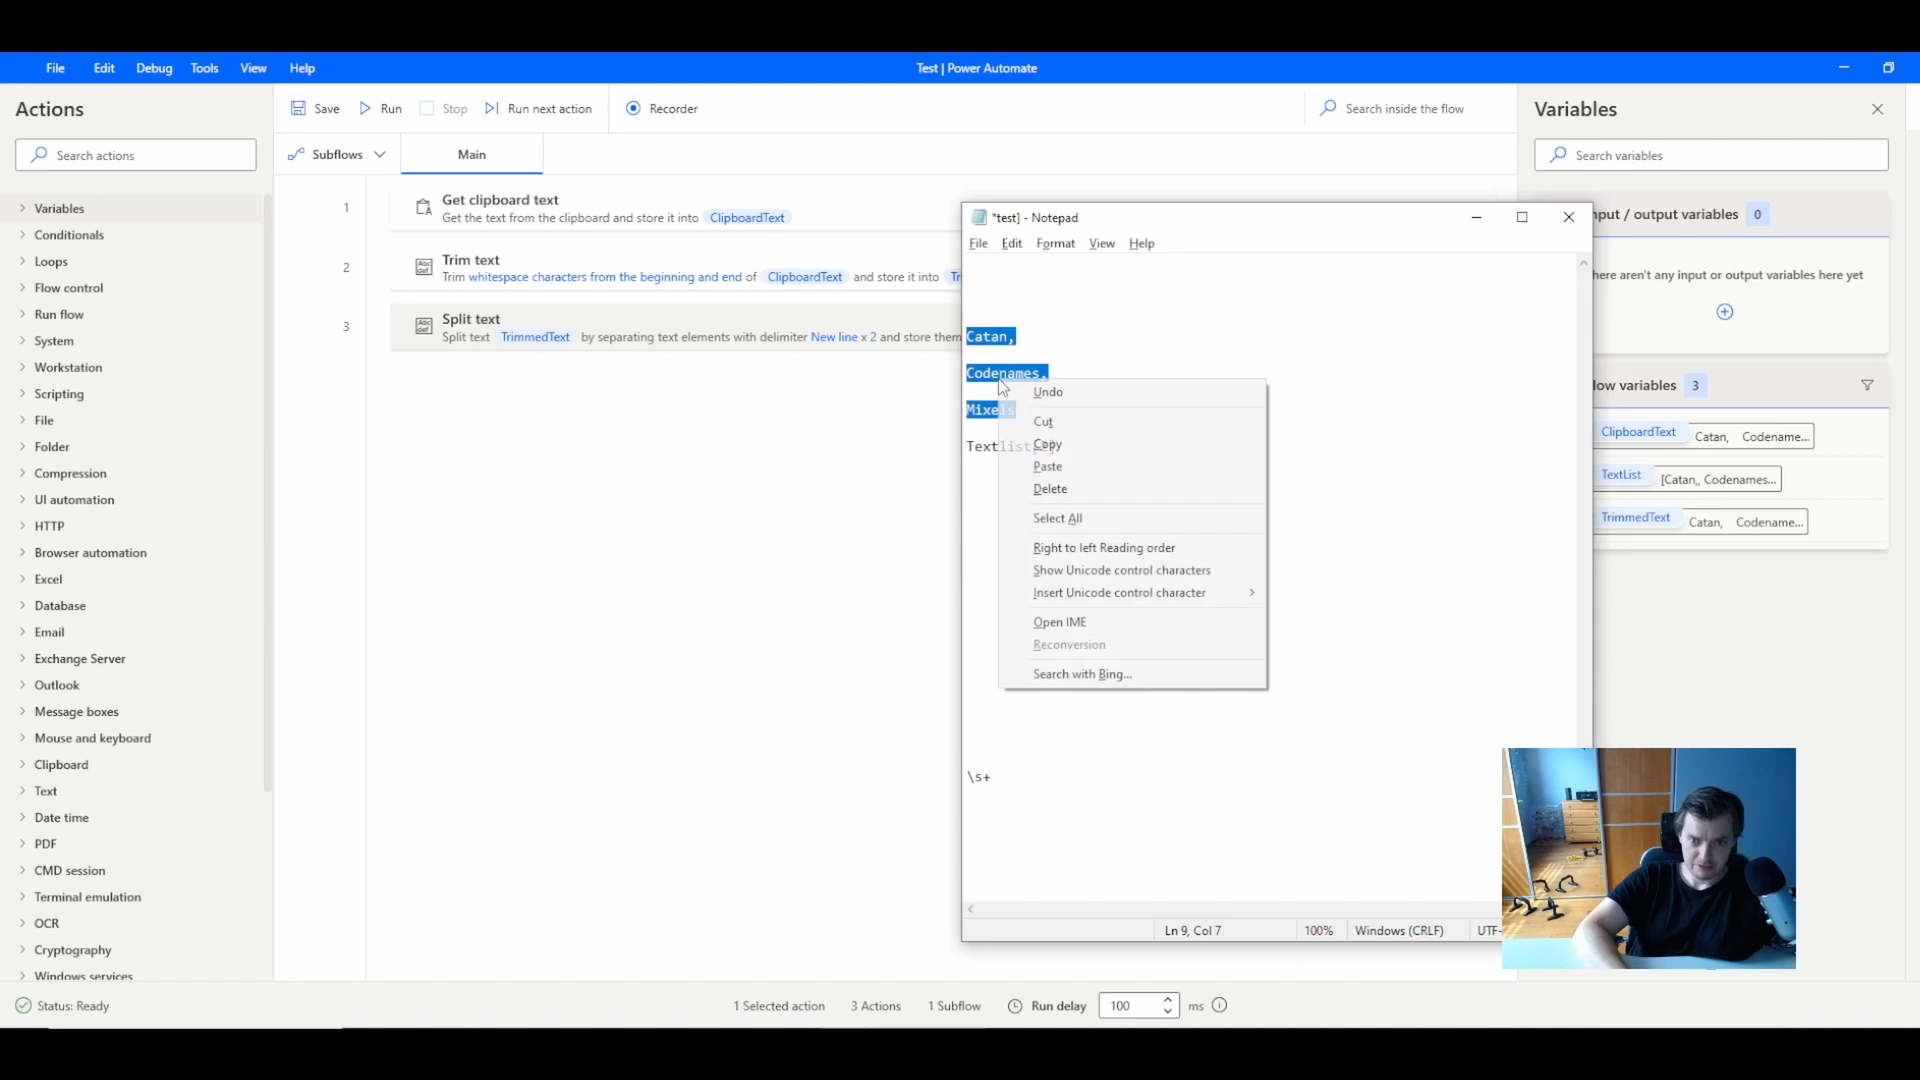 File Edit Debug Tools View Help
Test | Power Automate
Actions
Search actions
Variables
Conditionals
Loops
Flow control
Run flow
System
Workstation
Scripting
File
Folder
Compression
UI automation
HTTP
Browser automation
Excel
Database
Email
Exchange Server
Outlook
Message boxes
Mouse and keyboard
Clipboard
Text
Date time
PDF
CMD session
Terminal emulation
OCR
Cryptography
Windows services
Save Run Stop Run next action Recorder
Search inside the flow
Subflows Main
1 Get clipboard text
Get the text from the clipboard and store it into ClipboardText
2 Trim text
Trim whitespace characters from the beginning and end of ClipboardText and store it into Tr
3 Split text
Split text TrimmedText by separating text elements with delimiter New line x 2 and store them
*test] - Notepad
File Edit Format View Help
Catan,
Codenames,
Mixels
Textlist
\s+
Undo
Cut
Copy
Paste
Delete
Select All
Right to left Reading order
Show Unicode control characters
Insert Unicode control character
Open IME
Reconversion
Search with Bing...
Ln 9, Col 7 100% Windows (CRLF) UTF-
Variables
Search variables
nput / output variables 0
here aren't any input or output variables here yet
low variables 3
ClipboardText Catan, Codename...
TextList [Catan,, Codenames...
TrimmedText Catan, Codename...
Status: Ready
1 Selected action 3 Actions 1 Subflow Run delay 100 ms